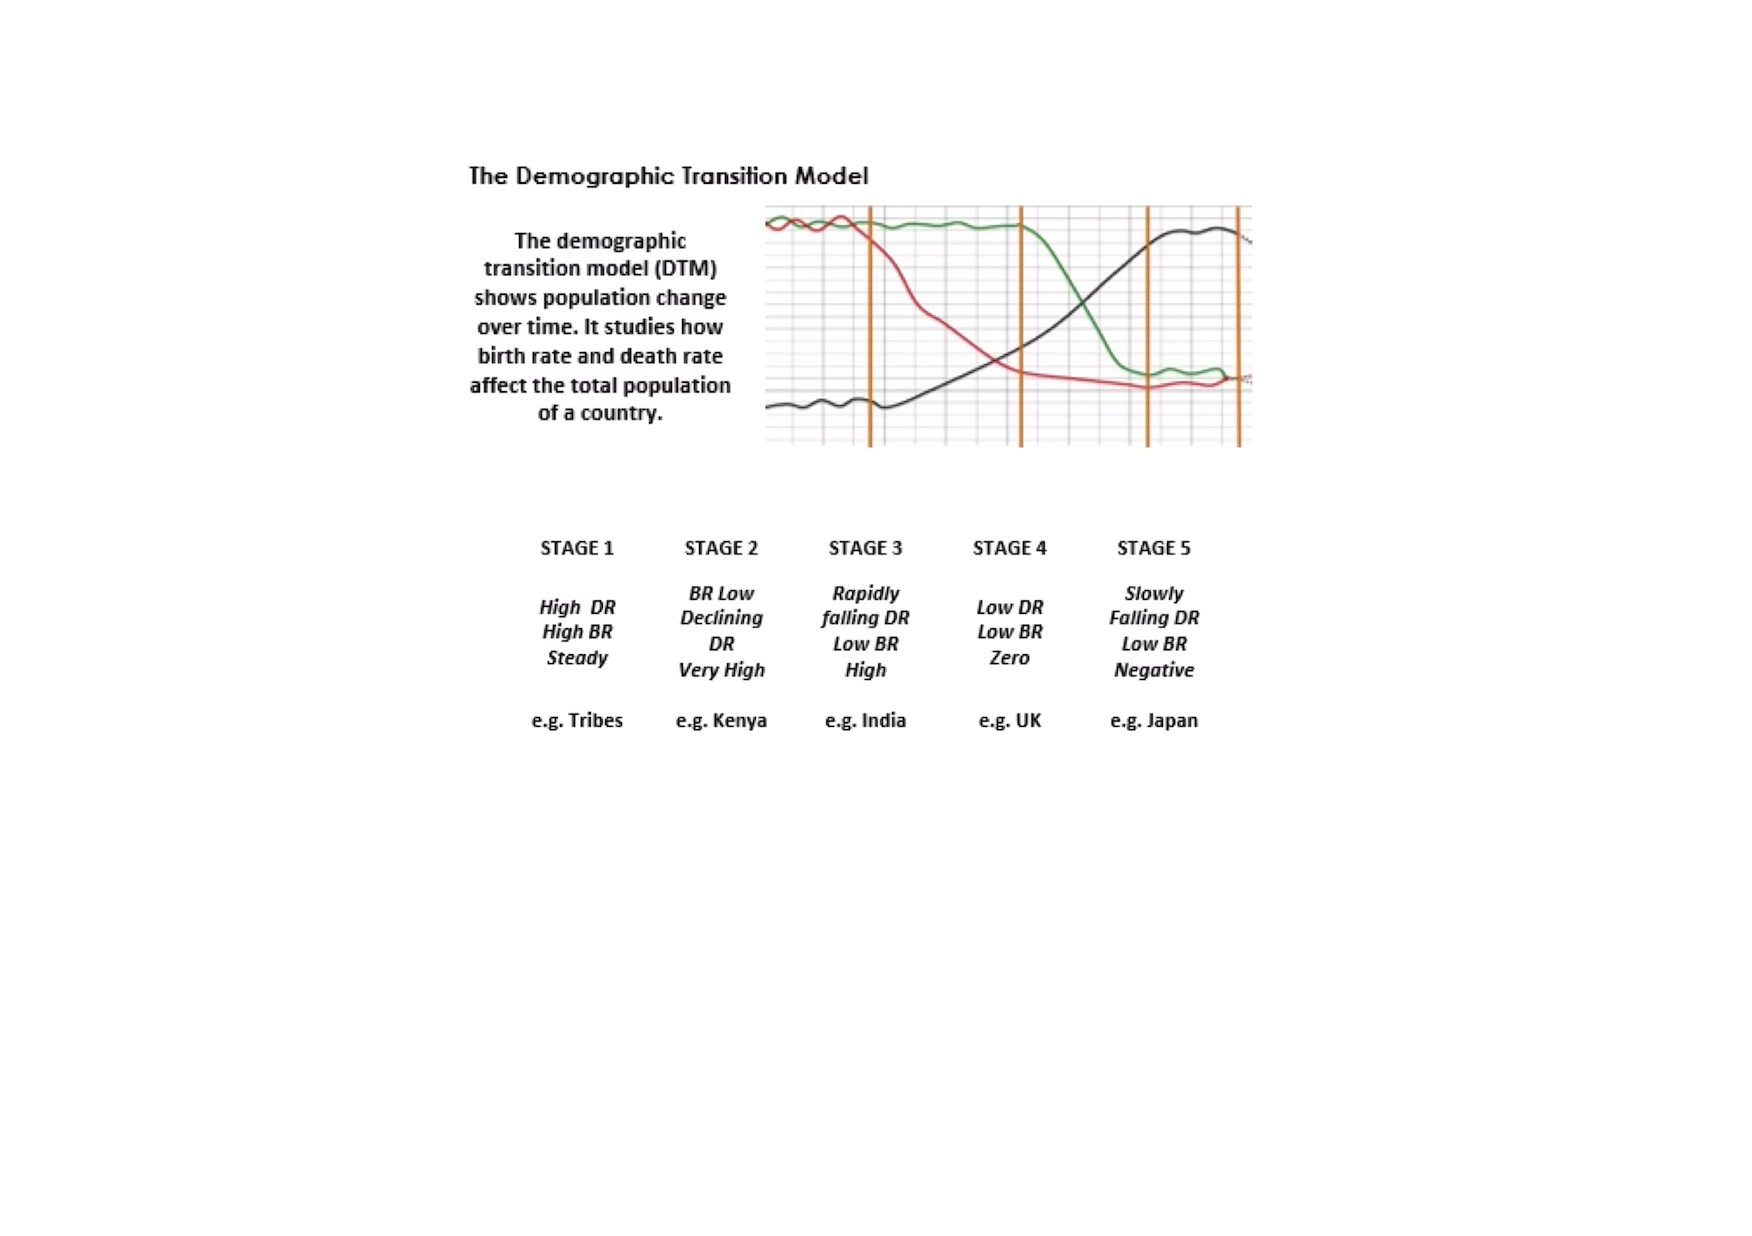 The Demographic Transition Model
The demographic
transition model (DTM)
shows population change
over time. It studies how
birth rate and death rate
affect the total population
of a country.
STAGE 1
High DR
High BR
Steady
e.g. Tribes
STAGE 2
BR Low
Declining
DR
Very High
e.g. Kenya
STAGE 3
Rapidly
falling DR
Low BR
High
e.g. India
STAGE 4
Low DR
Low BR
Zero
e.g. UK
STAGE 5
Slowly
Falling DR
Low BR
Negative
e.g. Japan